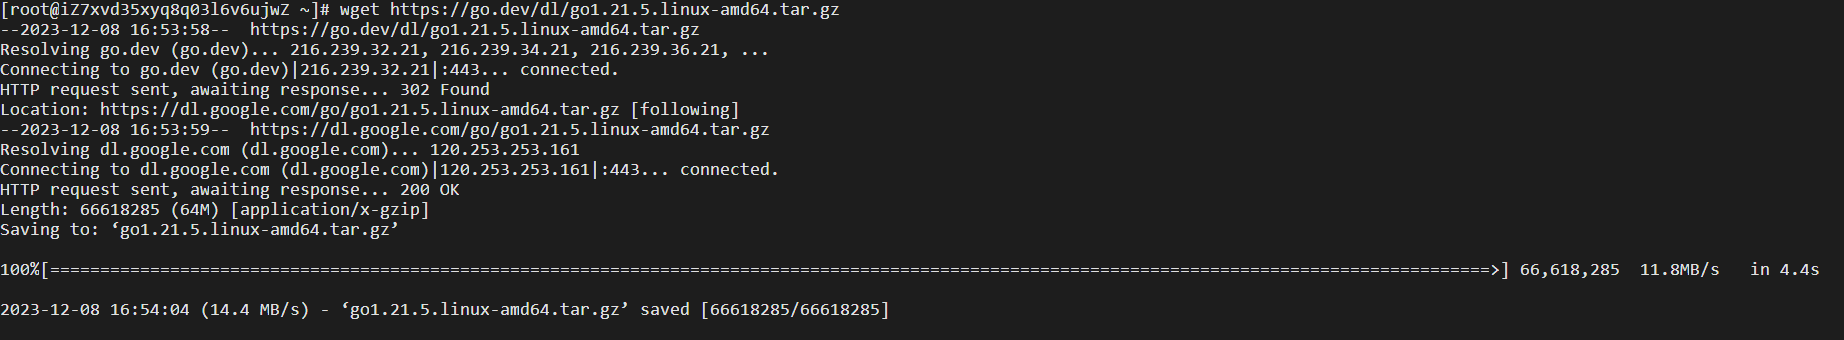 [root@iZ7xvd35xyq8q03l6v6ujwZ ~]# wget https://go.dev/dl/go1.21.5.linux-amd64.tar.gz
--2023-12-08 16:53:58--  https://go.dev/dl/go1.21.5.linux-amd64.tar.gz
Resolving go.dev (go.dev)... 216.239.32.21, 216.239.34.21, 216.239.36.21, ...
Connecting to go.dev (go.dev)|216.239.32.21|:443... connected.
HTTP request sent, awaiting response... 302 Found
Location: https://dl.google.com/go/go1.21.5.linux-amd64.tar.gz [following]
--2023-12-08 16:53:59--  https://dl.google.com/go/go1.21.5.linux-amd64.tar.gz
Resolving dl.google.com (dl.google.com)... 120.253.253.161
Connecting to dl.google.com (dl.google.com)|120.253.253.161|:443... connected.
HTTP request sent, awaiting response... 200 OK
Length: 66618285 (64M) [application/x-gzip]
Saving to: ‘go1.21.5.linux-amd64.tar.gz’
100%[================================================================================================================================================>] 66,618,285  11.8MB/s   in 4.4s
2023-12-08 16:54:04 (14.4 MB/s) - ‘go1.21.5.linux-amd64.tar.gz’ saved [66618285/66618285]